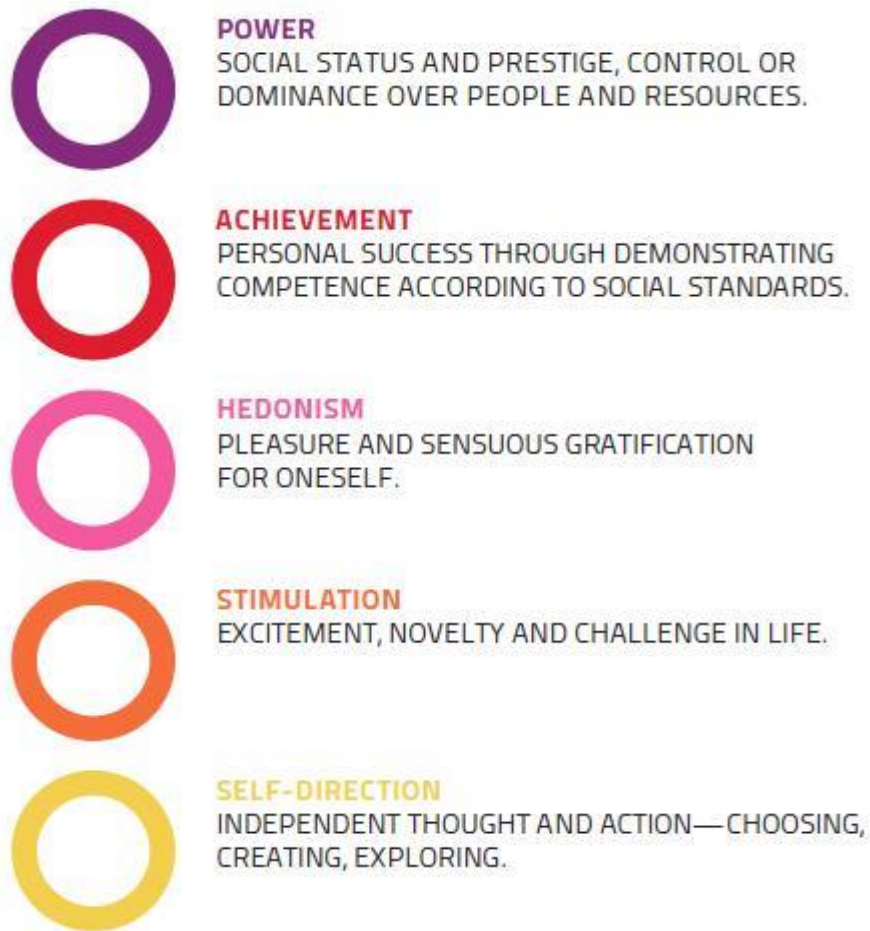 POWER
SOCIAL STATUS AND PRESTIGE, CONTROL OR
DOMINANCE OVER PEOPLE AND RESOURCES.
ACHIEVEMENT
PERSONAL SUCCESS THROUGH DEMONSTRATING
COMPETENCE ACCORDING TO SOCIAL STANDARDS.
HEDONISM
PLEASURE AND SENSUOUS GRATIFICATION
FOR ONESELF.
STIMULATION
EXCITEMENT, NOVELTY AND CHALLENGE IN LIFE.
SELF-DIRECTION
INDEPENDENT THOUGHT AND ACTION—CHOOSING,
CREATING, EXPLORING.